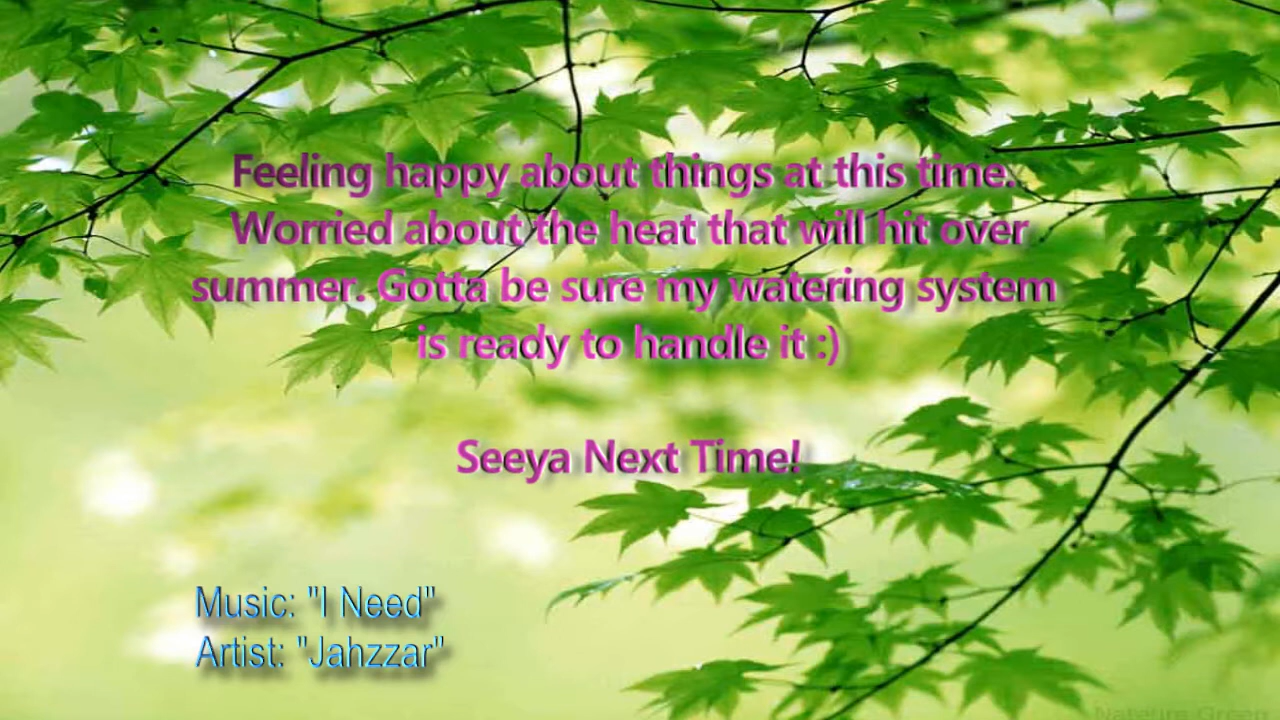 Feeling happy about things at this time.
Worried about the heat that will hit over
summer. Gotta be sure my watering system
is ready to handle it :)
Seeya Next Time!
Music: "I Need"
Artist: "Jahzzar"